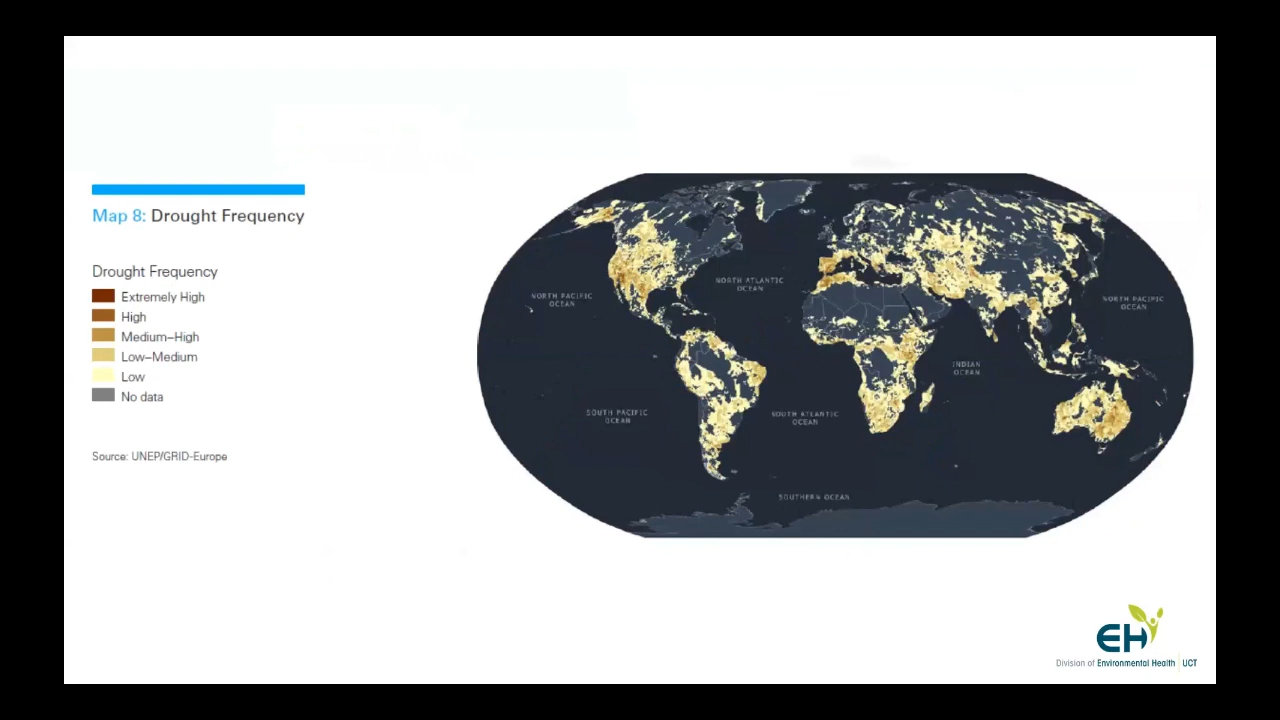 Map 8: Drought Frequency
Drought Frequency
Extremely High
High
Medium–High
Low–Medium
Low
No data
Source: UNEP/GRID-Europe
NORTH PACIFIC
OCEAN
NORTH ATLANTIC
OCEAN
NORTH PACIFIC
OCEAN
INDIAN
OCEAN
SOUTH PACIFIC
OCEAN
SOUTH ATLANTIC
OCEAN
SOUTHERN OCEAN
EH
Division of Environmental Health | UCT